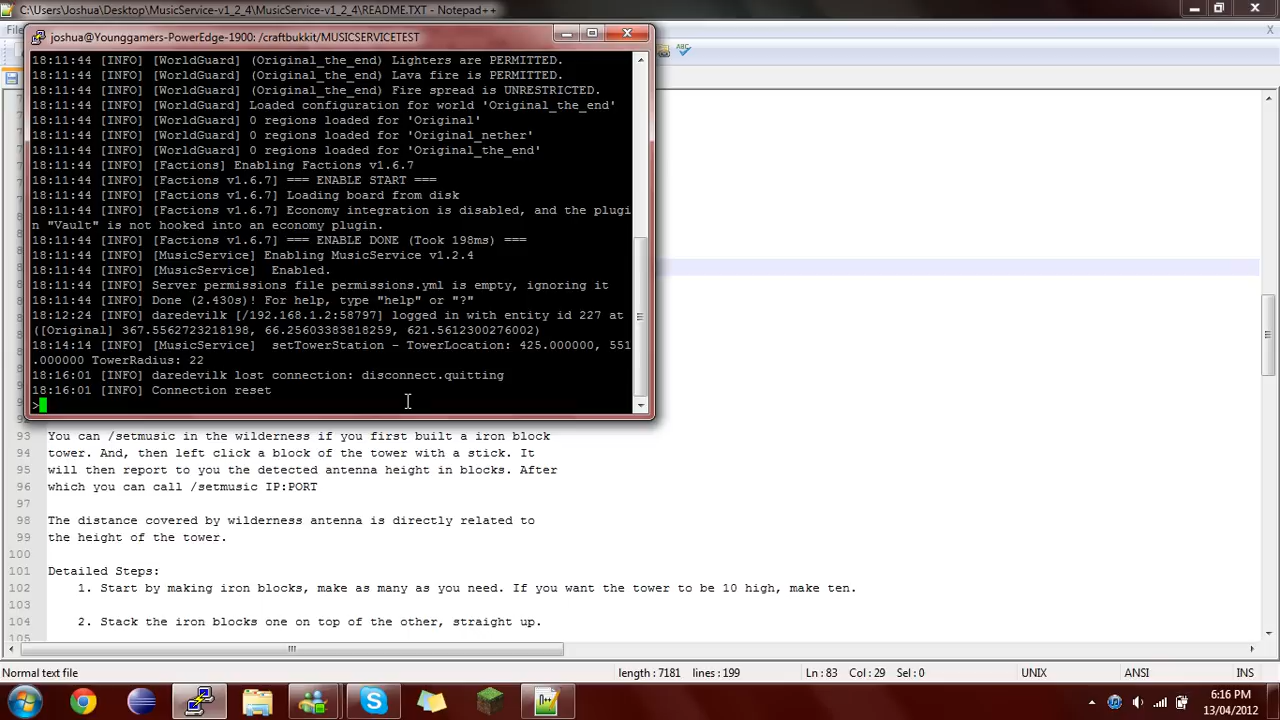 C:\Users\Joshua\Desktop\MusicService-v1_2_4\MusicService-v1_2_4\README.TXT - Notepad++
joshua@Younggamers-PowerEdge-1900: /craftbukkit/MUSICSERVICETEST
18:11:44 [INFO] [WorldGuard] (Original_the_end) Lighters are PERMITTED.
18:11:44 [INFO] [WorldGuard] (Original_the_end) Lava fire is PERMITTED.
18:11:44 [INFO] [WorldGuard] (Original_the_end) Fire spread is UNRESTRICTED.
18:11:44 [INFO] [WorldGuard] Loaded configuration for world 'Original_the_end'
18:11:44 [INFO] [WorldGuard] 0 regions loaded for 'Original'
18:11:44 [INFO] [WorldGuard] 0 regions loaded for 'Original_nether'
18:11:44 [INFO] [WorldGuard] 0 regions loaded for 'Original_the_end'
18:11:44 [INFO] [Factions] Enabling Factions v1.6.7
18:11:44 [INFO] [Factions v1.6.7] === ENABLE START ===
18:11:44 [INFO] [Factions v1.6.7] Loading board from disk
18:11:44 [INFO] [Factions v1.6.7] Economy integration is disabled, and the plugi
n "Vault" is not hooked into an economy plugin.
18:11:44 [INFO] [Factions v1.6.7] === ENABLE DONE (Took 198ms) ===
18:11:44 [INFO] [MusicService] Enabling MusicService v1.2.4
18:11:44 [INFO] [MusicService]  Enabled.
18:11:44 [INFO] Server permissions file permissions.yml is empty, ignoring it
18:11:44 [INFO] Done (2.430s)! For help, type "help" or "?"
18:12:24 [INFO] daredevilk [/192.168.1.2:58797] logged in with entity id 227 at
([Original] 367.5562723218198, 66.25603383818259, 621.5612300276002)
18:14:14 [INFO] [MusicService]  setTowerStation - TowerLocation: 425.000000, 551
.000000 TowerRadius: 22
18:16:01 [INFO] daredevilk lost connection: disconnect.quitting
18:16:01 [INFO] Connection reset
>
93 You can /setmusic in the wilderness if you first built a iron block
94 tower. And, then left click a block of the tower with a stick. It
95 will then report to you the detected antenna height in blocks. After
96 which you can call /setmusic IP:PORT
97
98 The distance covered by wilderness antenna is directly related to
99 the height of the tower.
100
101 Detailed Steps:
102 1. Start by making iron blocks, make as many as you need. If you want the tower to be 10 high, make ten.
103
104 2. Stack the iron blocks one on top of the other, straight up.
105
Normal text file length : 7181 lines : 199 Ln : 83 Col : 29 Sel : 0 UNIX ANSI INS
6:16 PM
13/04/2012